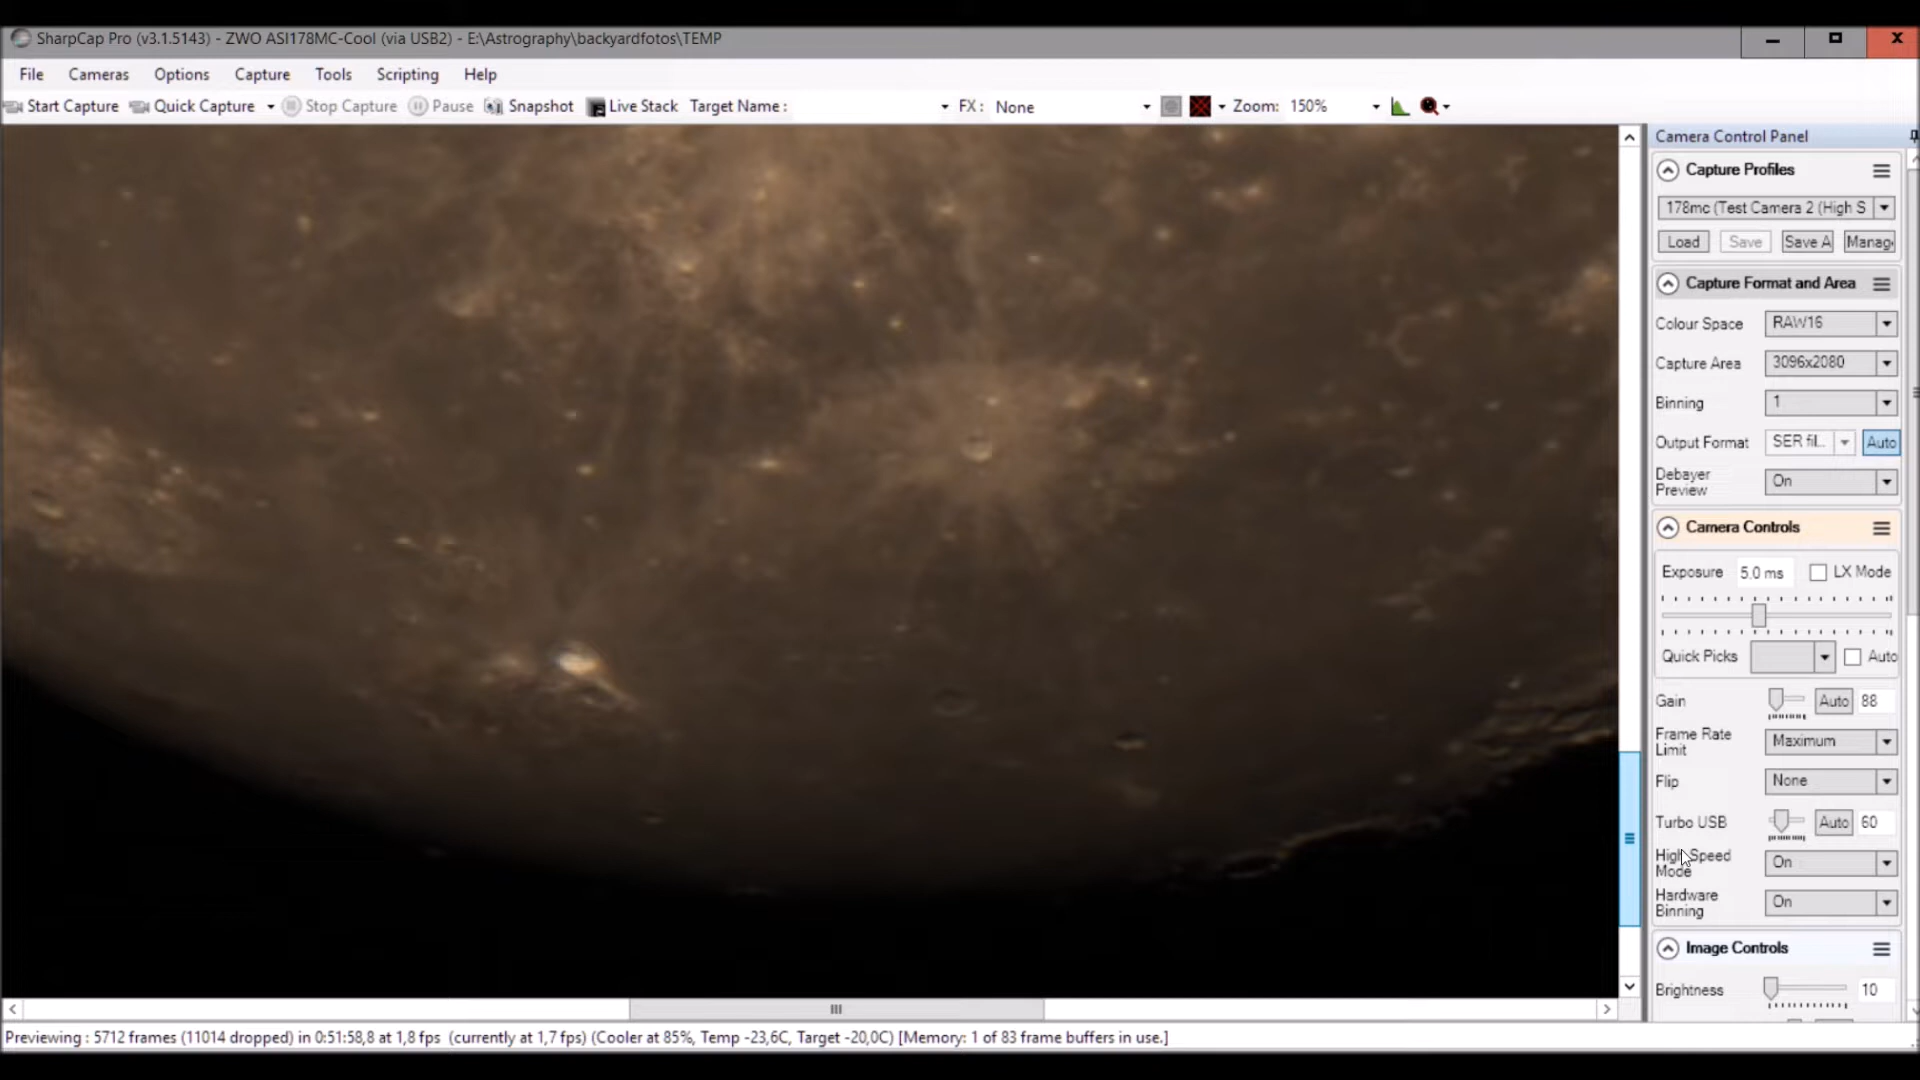 SharpCap Pro (v3.1.5143) - ZWO ASI178MC-Cool (via USB2) - E:\Astrography\backyardfotos\TEMP
File Cameras Options Capture Tools Scripting Help
Start Capture Quick Capture Stop Capture Pause Snapshot Live Stack Target Name : FX : None Zoom: 150%
Camera Control Panel
Capture Profiles
178mc (Test Camera 2 (High S
Load Save Save A Manag
Capture Format and Area
Colour Space RAW16
Capture Area 3096x2080
Binning 1
Output Format SER fil... Auto
Debayer Preview On
Camera Controls
Exposure 5.0 ms LX Mode
Quick Picks Auto
Gain Auto 88
Frame Rate Limit Maximum
Flip None
Turbo USB Auto 60
High Speed Mode On
Hardware Binning On
Image Controls
Brightness 10
Previewing : 5712 frames (11014 dropped) in 0:51:58,8 at 1,8 fps (currently at 1,7 fps) (Cooler at 85%, Temp -23,6C, Target -20,0C) [Memory: 1 of 83 frame buffers in use.]